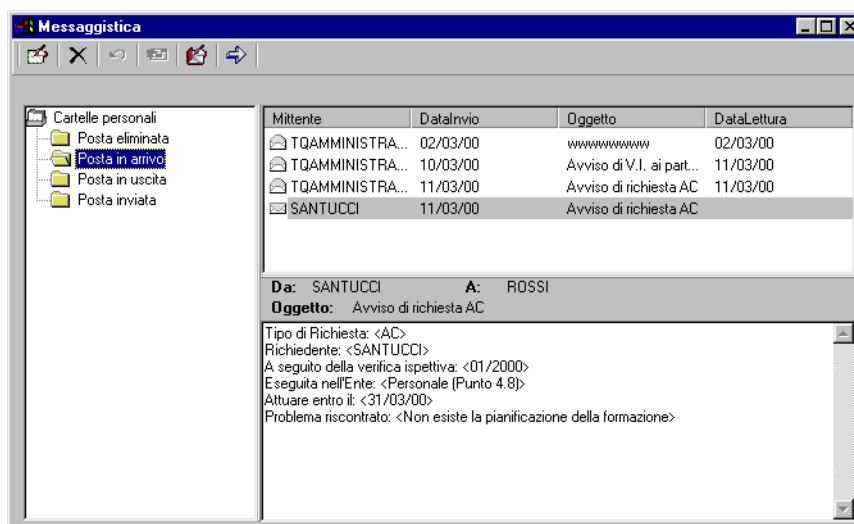 Messaggistica
Cartelle personali
Posta eliminata
Posta in arrivo
Posta in uscita
Posta inviata
Mittente DataInvio Oggetto DataLettura
TQAMMINISTRA... 02/03/00 wwwwwwwww 02/03/00
TQAMMINISTRA... 10/03/00 Avviso di V.I. ai part... 11/03/00
TQAMMINISTRA... 11/03/00 Avviso di richiesta AC 11/03/00
SANTUCCI 11/03/00 Avviso di richiesta AC
Da: SANTUCCI A: ROSSI
Oggetto: Avviso di richiesta AC
Tipo di Richiesta: <AC>
Richiedente: <SANTUCCI>
A seguito della verifica ispettiva: <01/2000>
Eseguita nell'Ente: <Personale (Punto 4.8)>
Attuare entro il: <31/03/00>
Problema riscontrato: <Non esiste la pianificazione della formazione>